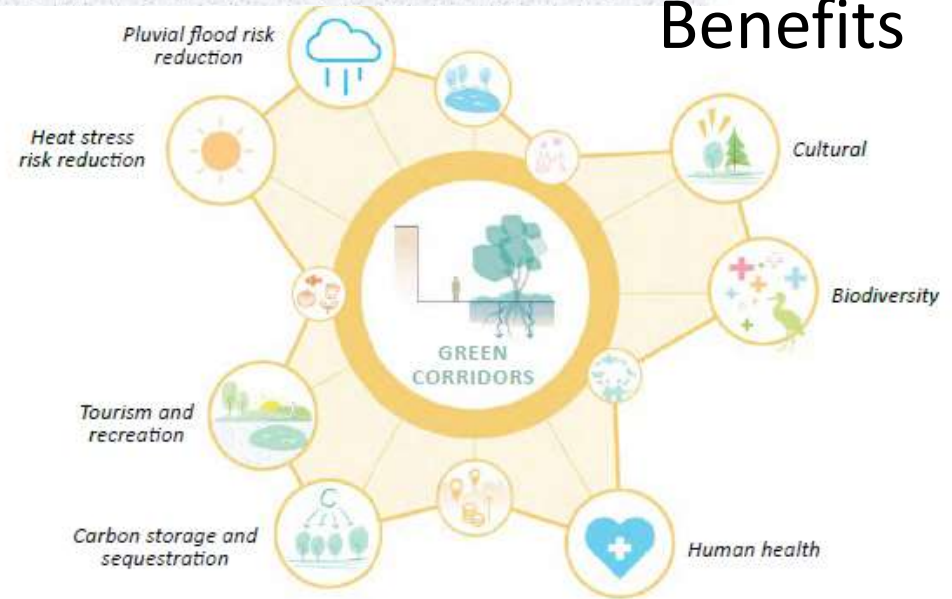 Benefits
Pluvial flood risk
reduction
Heat stress
risk reduction
Cultural
Biodiversity
GREEN
CORRIDORS
Tourism and
recreation
Carbon storage and
sequestration
Human health
C